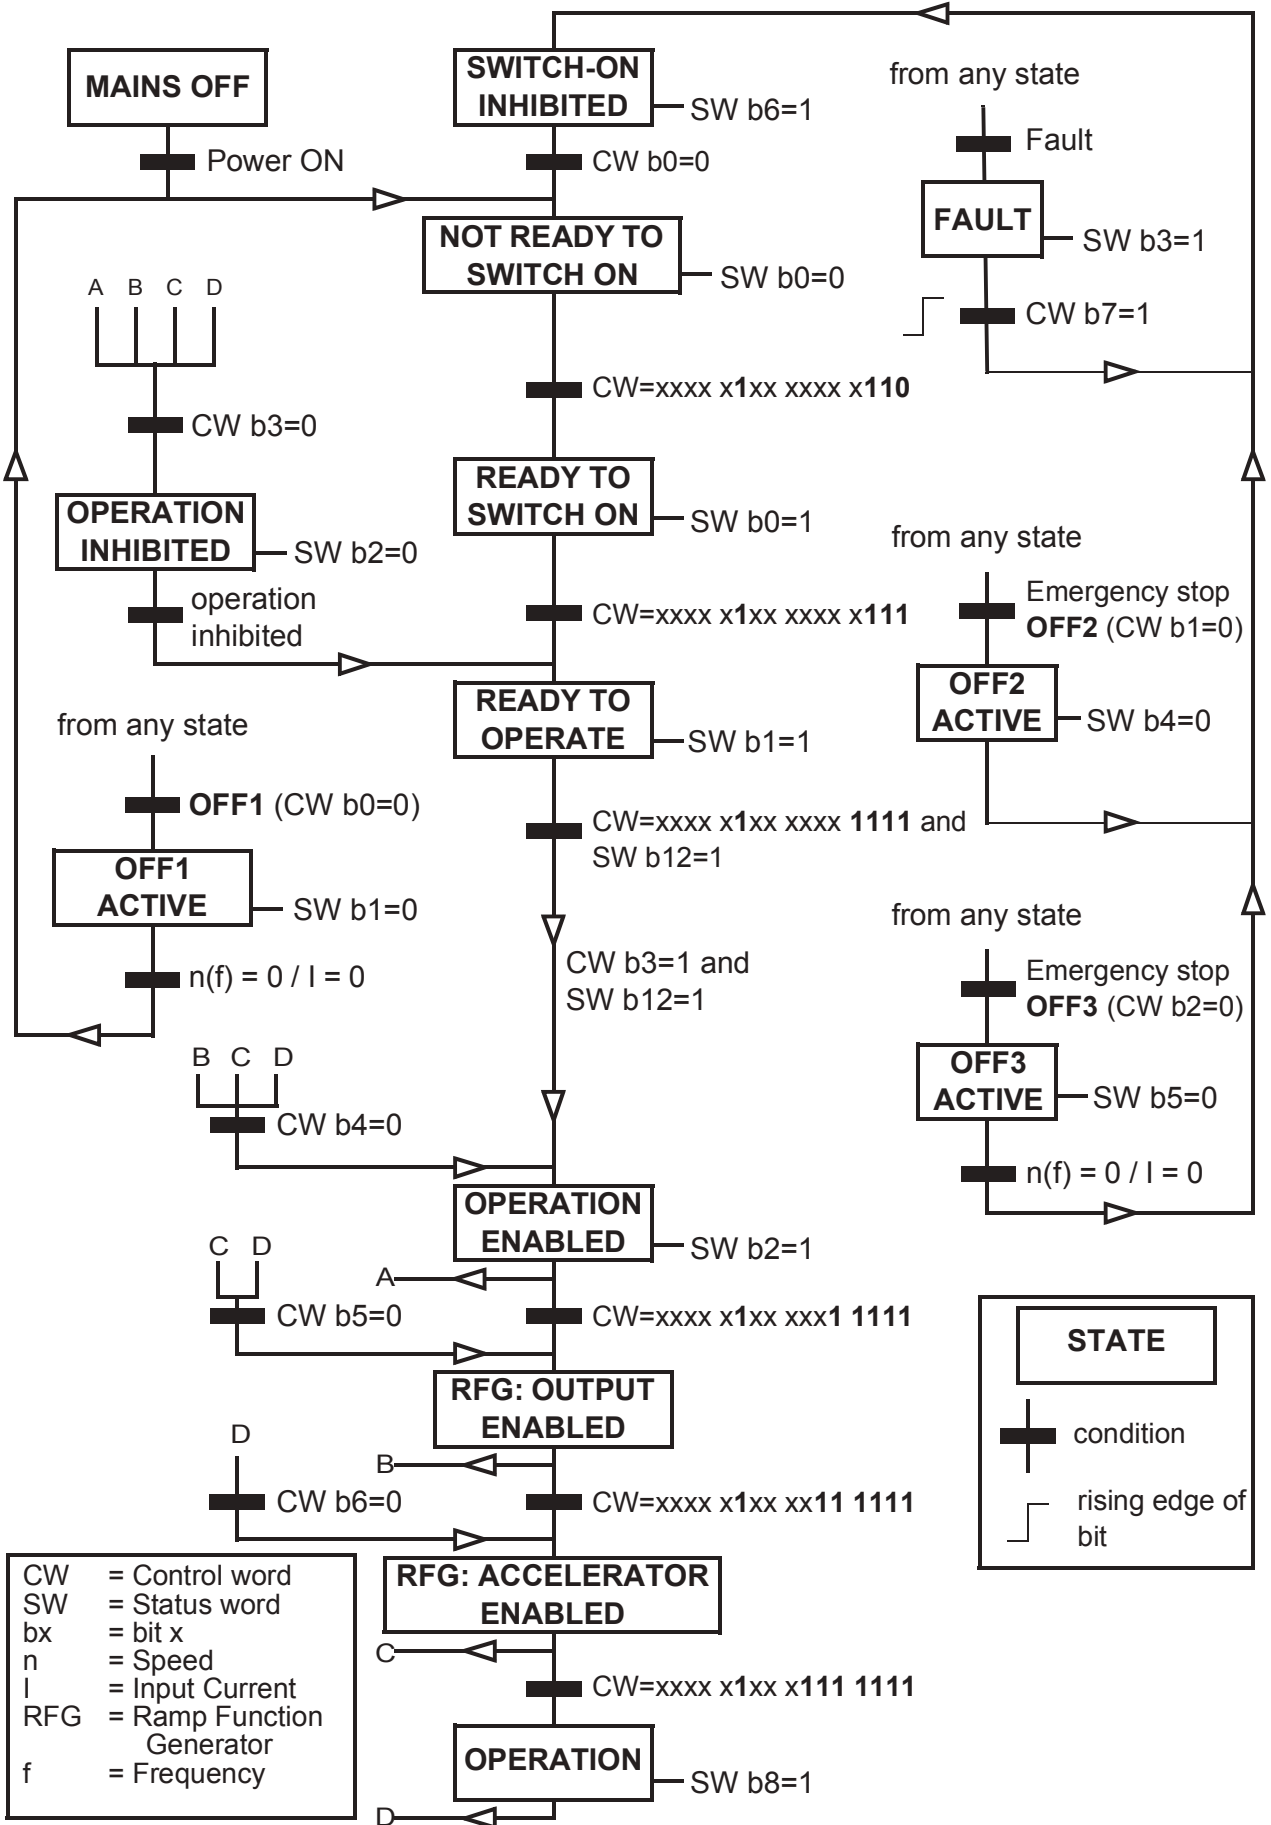 MAINS OFF
Power ON
SWITCH-ON
INHIBITED
SW b6=1
CW b0=0
from any state
Fault
FAULT
SW b3=1
CW b7=1
NOT READY TO
SWITCH ON
SW b0=0
A B C D
CW b3=0
CW=xxxx x1xx xxxx x110
OPERATION
INHIBITED
SW b2=0
operation
inhibited
READY TO
SWITCH ON
SW b0=1
CW=xxxx x1xx xxxx x111
from any state
Emergency stop
OFF2 (CW b1=0)
OFF2
ACTIVE
SW b4=0
READY TO
OPERATE
SW b1=1
from any state
OFF1 (CW b0=0)
OFF1
ACTIVE
SW b1=0
n(f) = 0 / I = 0
CW=xxxx x1xx xxxx 1111 and
SW b12=1
CW b3=1 and
SW b12=1
from any state
Emergency stop
OFF3 (CW b2=0)
OFF3
ACTIVE
SW b5=0
n(f) = 0 / I = 0
B C D
CW b4=0
OPERATION
ENABLED
SW b2=1
A
C D
CW b5=0
CW=xxxx x1xx xxx1 1111
RFG: OUTPUT
ENABLED
B
D
CW b6=0
CW=xxxx x1xx xx11 1111
RFG: ACCELERATOR
ENABLED
C
CW=xxxx x1xx x111 1111
OPERATION
SW b8=1
D
STATE
condition
rising edge of
bit
CW = Control word
SW = Status word
bx = bit x
n = Speed
I = Input Current
RFG = Ramp Function
Generator
f = Frequency